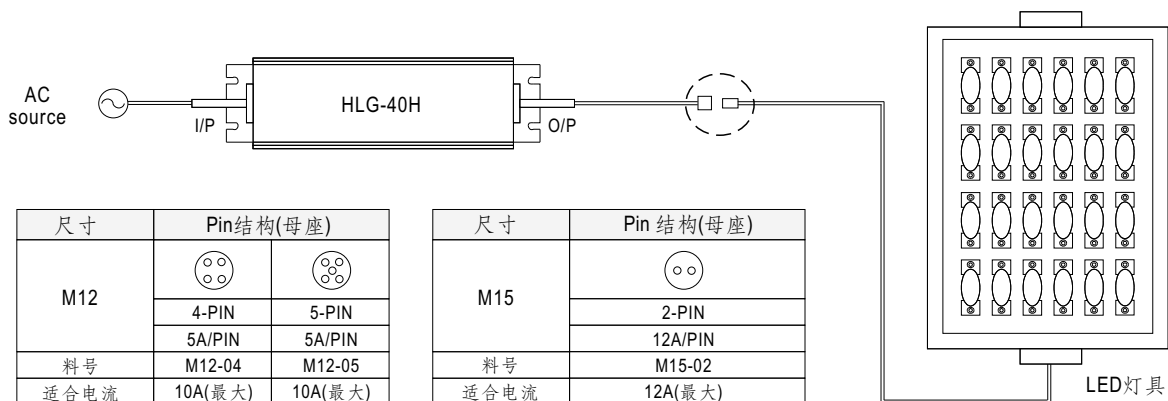 AC
source
I/P
HLG-40H
O/P
尺寸 Pin结构(母座)
M12
4-PIN 5-PIN
5A/PIN 5A/PIN
料号 M12-04 M12-05
适合电流 10A(最大) 10A(最大)
尺寸 Pin 结构(母座)
M15
2-PIN
12A/PIN
料号 M15-02
适合电流 12A(最大)
LED灯具